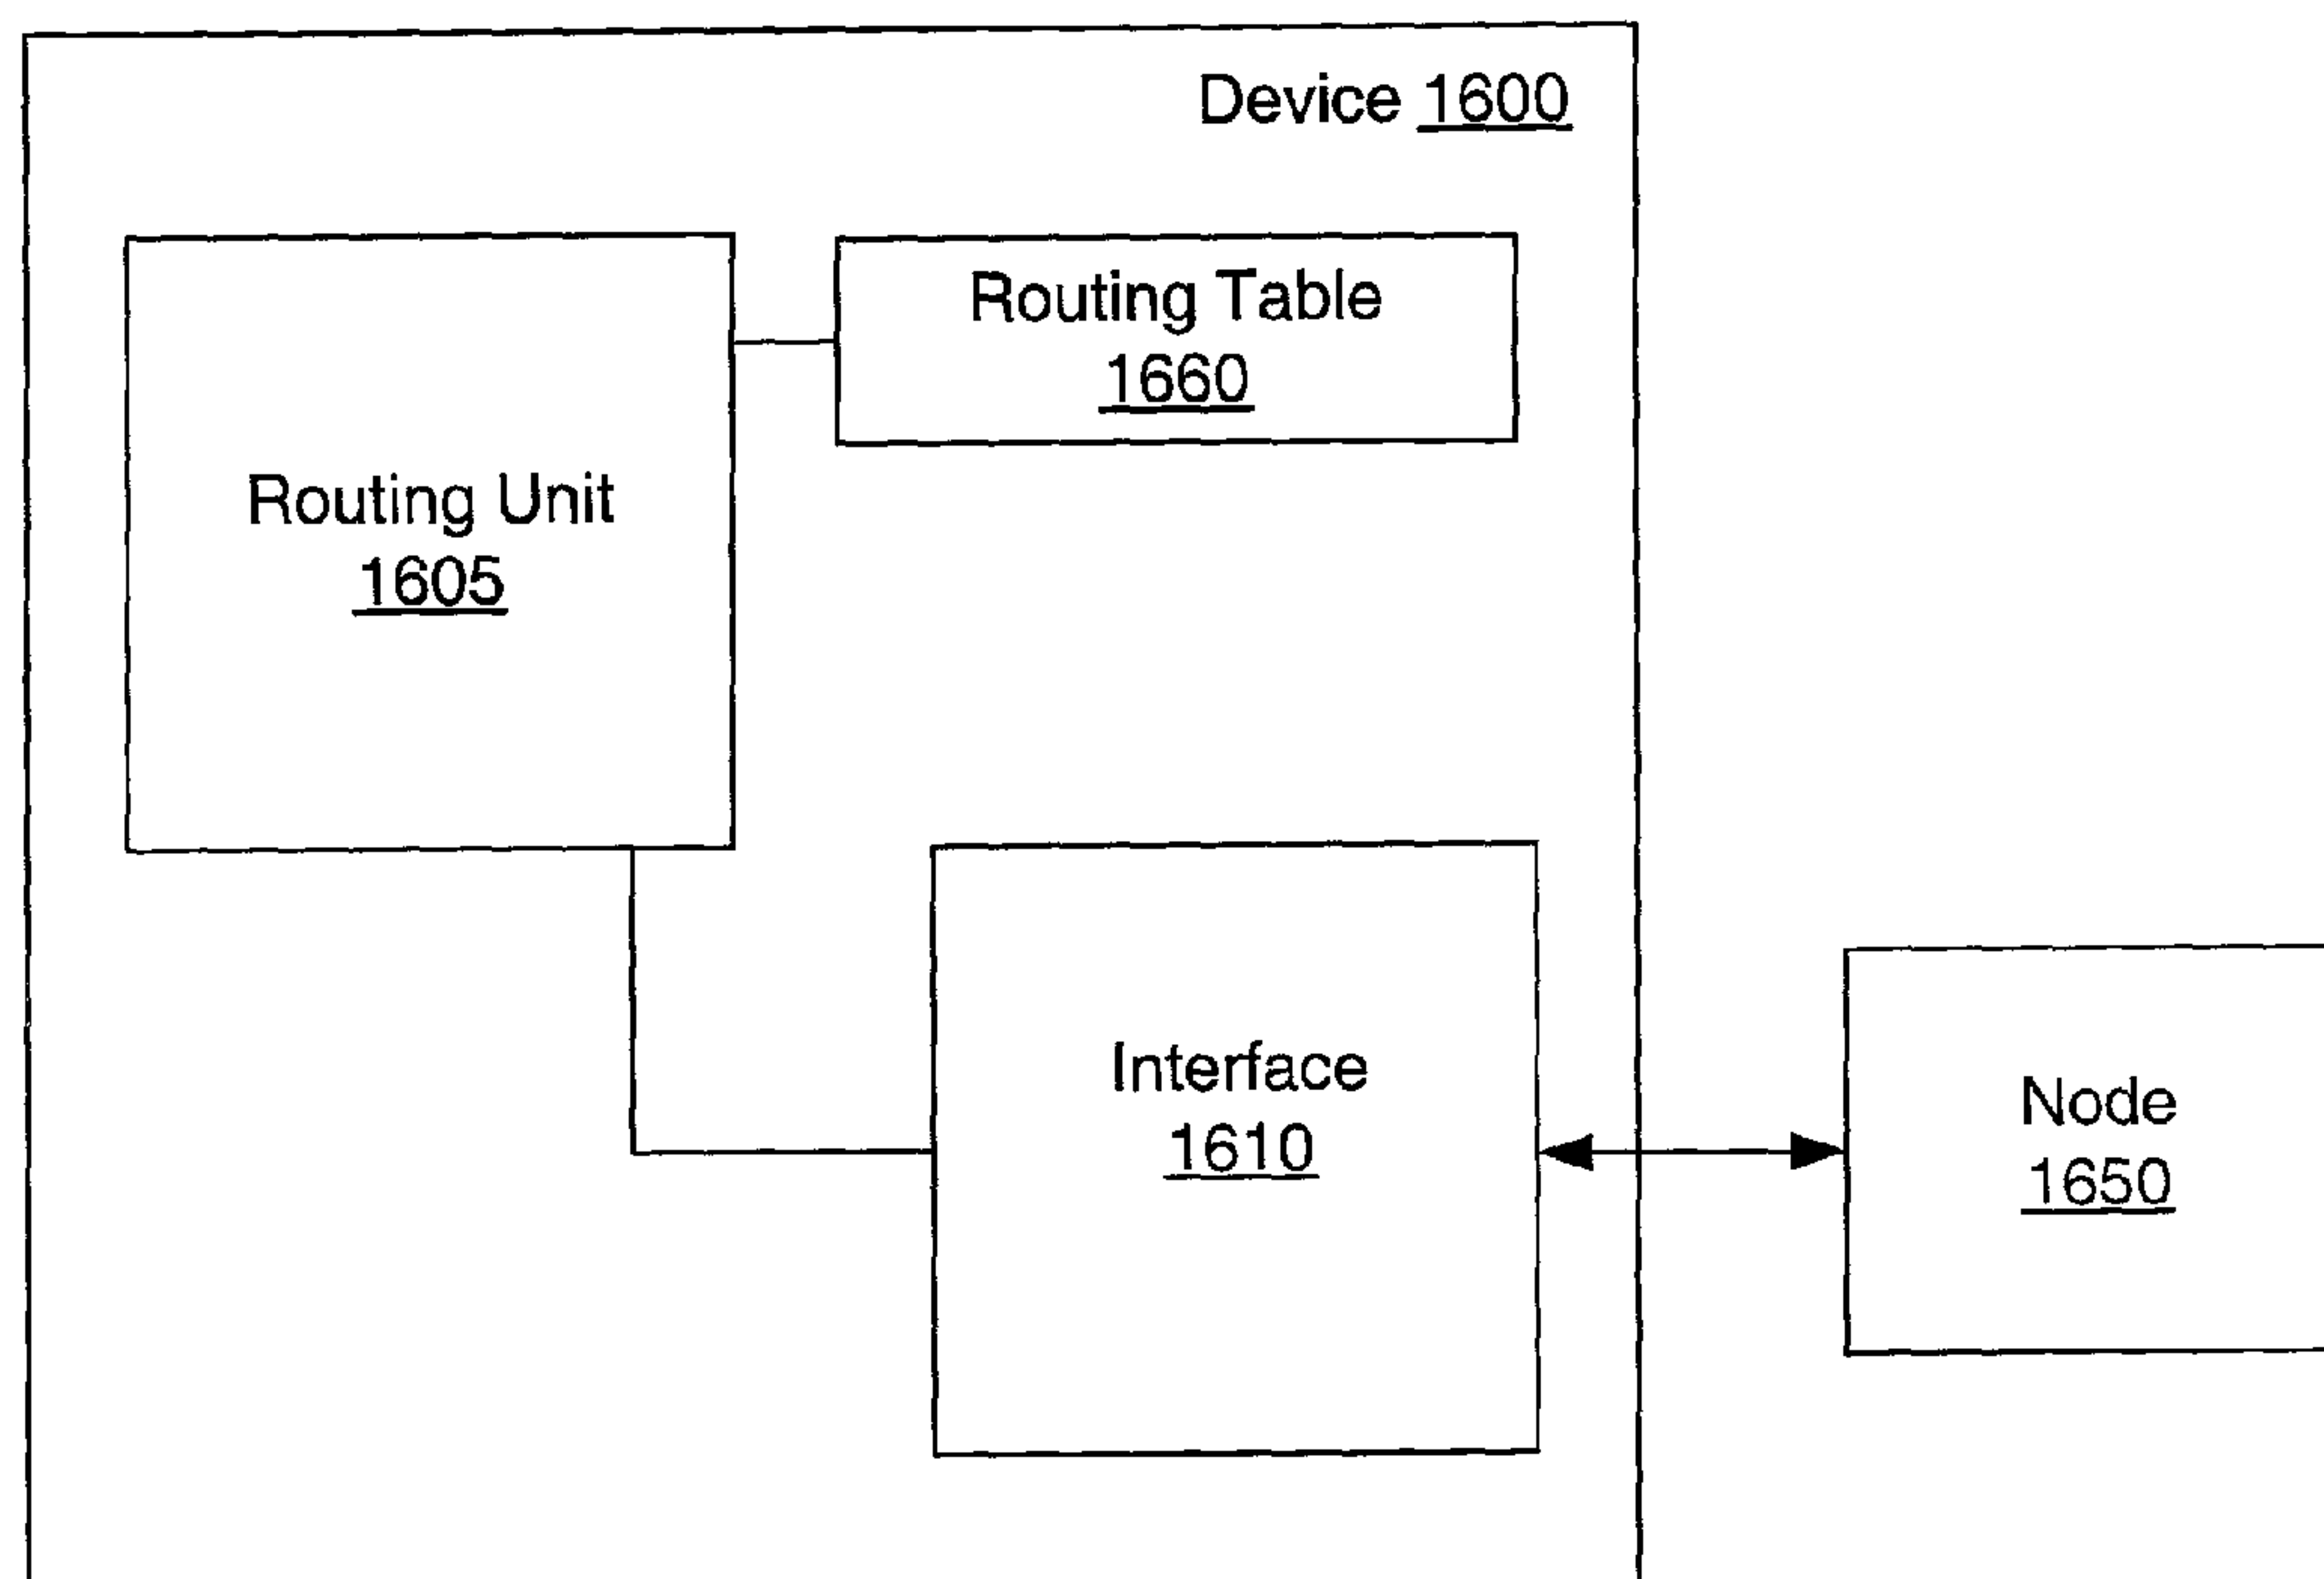 Device 1600
Routing Table
1660
Routing Unit
1605
Interface
1610
Node
1650